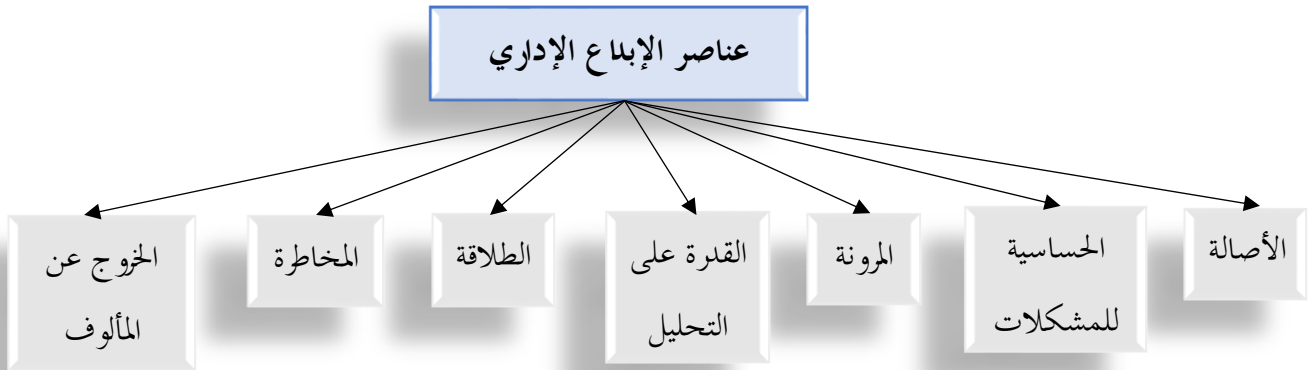 عناصر الإبداع الإداري
الأصالة
الحساسية
للمشكلات
المرونة
القدرة على
التحليل
الطلاقة
المخاطرة
الخروج عن
المألوف